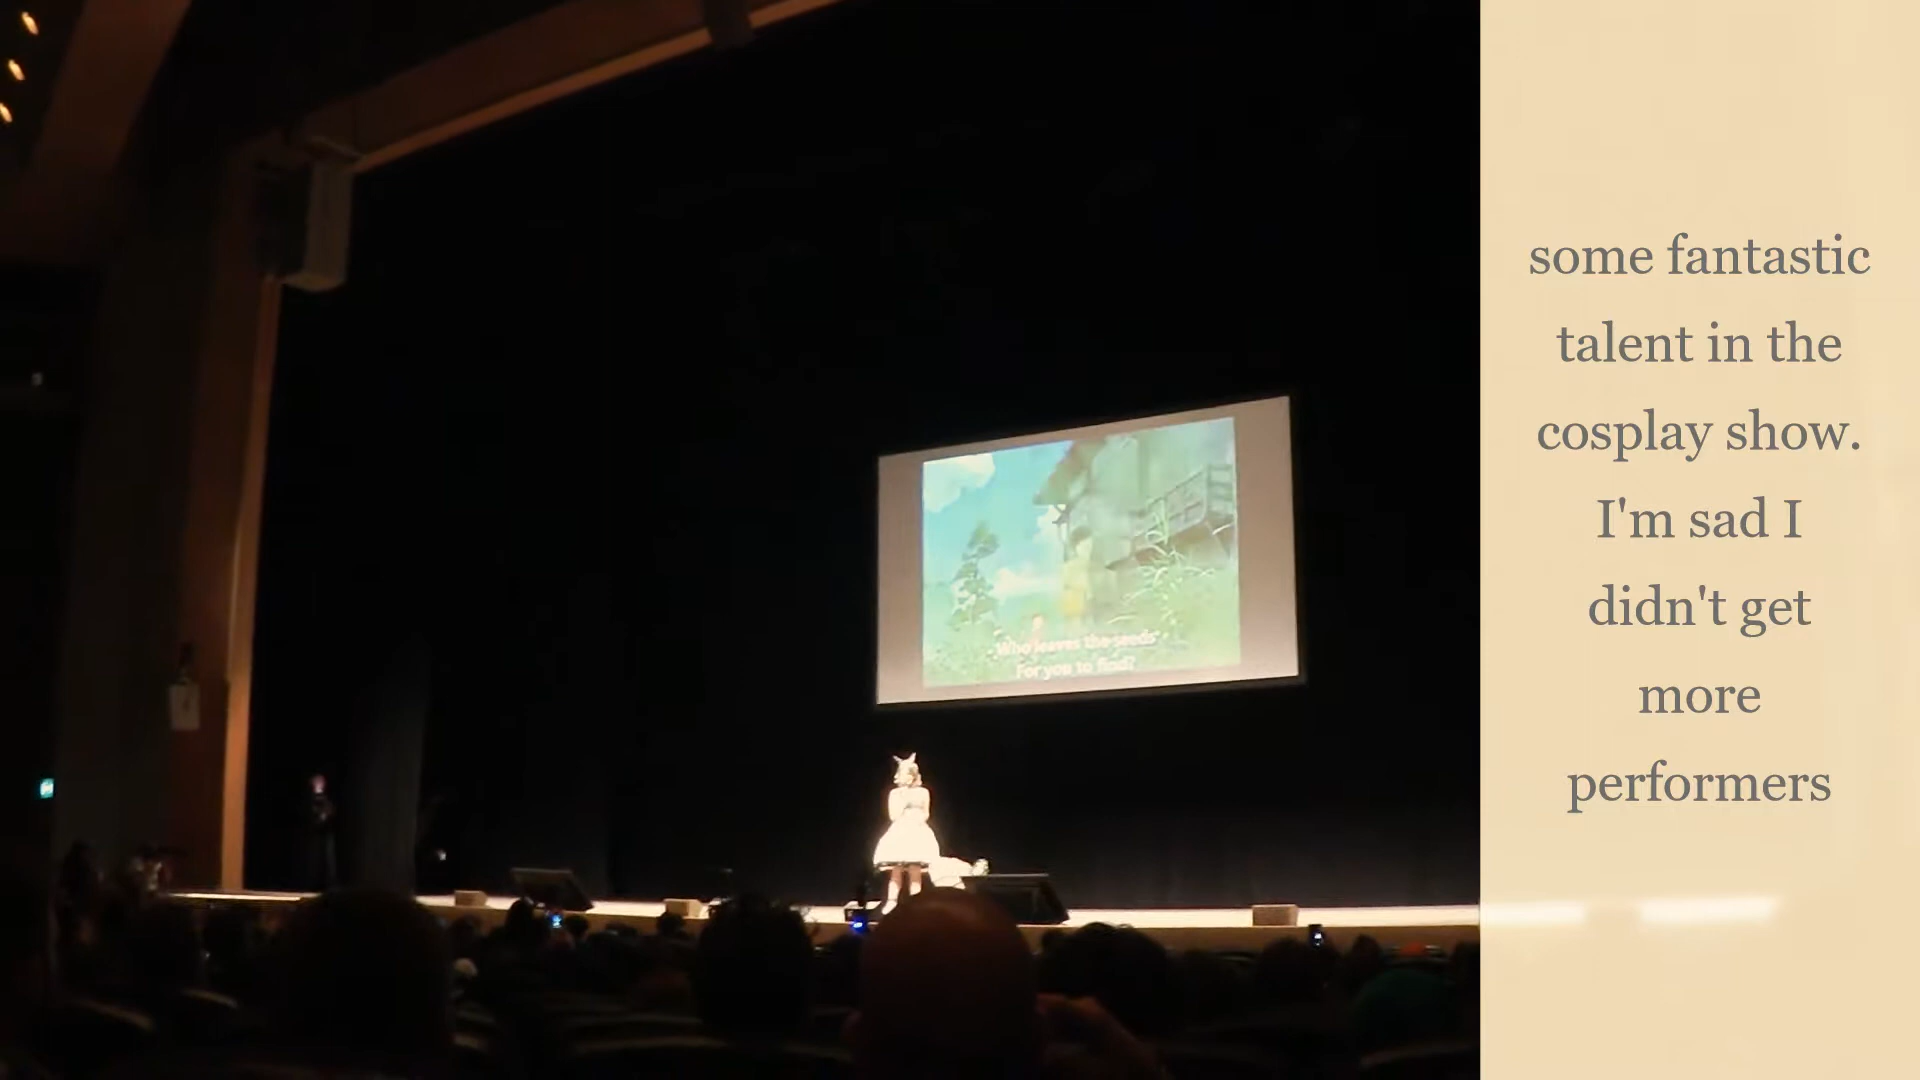 Who leaves the seeds
For you to find?
some fantastic
talent in the
cosplay show.
I'm sad I
didn't get
more
performers